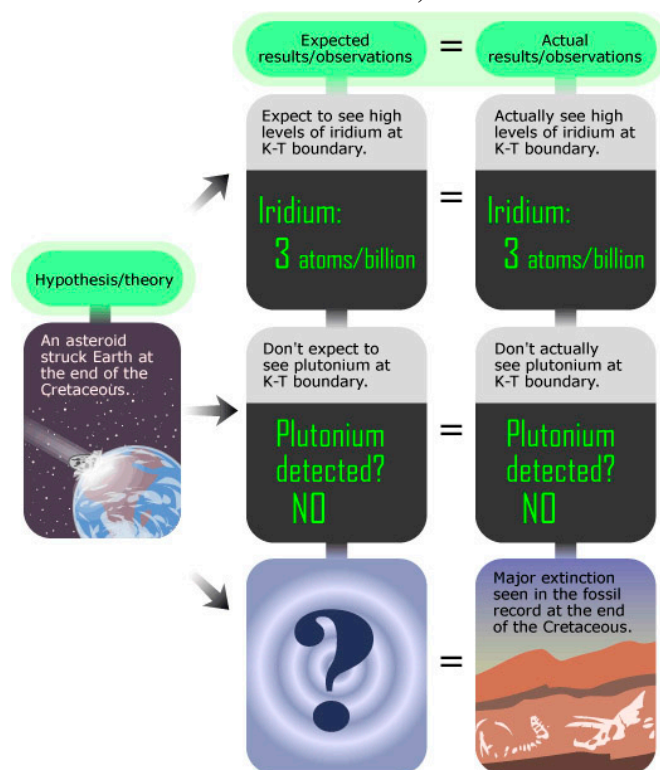 Expected
results/observations
=
Actual
results/observations
Expect to see high
levels of iridium at
K-T boundary.
Iridium:
3 atoms/billion
=
Actually see high
levels of iridium at
K-T boundary.
Iridium:
3 atoms/billion
Hypothesis/theory
An asteroid
struck Earth at
the end of the
Cretaceous.
Don't expect to
see plutonium at
K-T boundary.
Plutonium
detected?
NO
=
Don't actually
see plutonium at
K-T boundary.
Plutonium
detected?
NO
?
=
Major extinction
seen in the fossil
record at the end
of the Cretaceous.